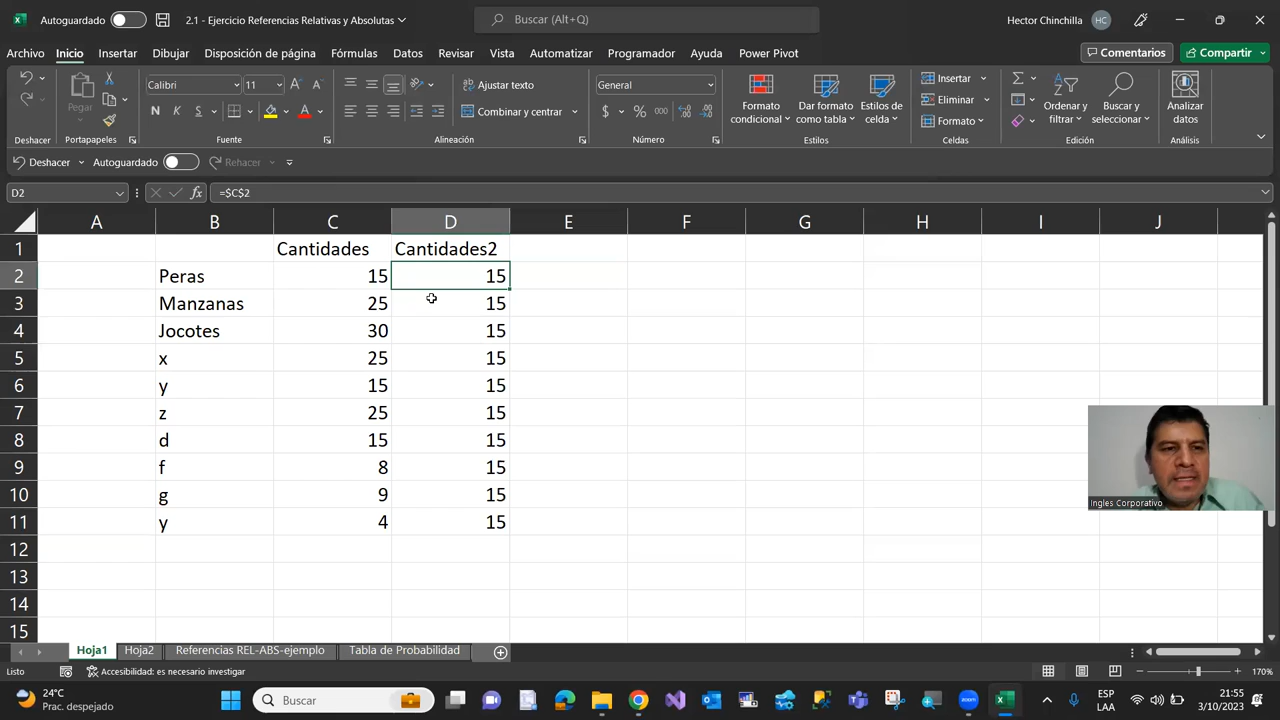 Autoguardado 2.1 - Ejercicio Referencias Relativas y Absolutas Buscar (Alt+Q) Hector Chinchilla HC
Archivo Inicio Insertar Dibujar Disposición de página Fórmulas Datos Revisar Vista Automatizar Programador Ayuda Power Pivot Comentarios Compartir
Pegar Calibri 11 Ajustar texto General Formato condicional Dar formato como tabla Estilos de celda Insertar Ordenar y filtrar Buscar y seleccionar Analizar datos
N K S Combinar y centrar $ % 000 Eliminar
Formato
Deshacer Portapapeles Fuente Alineación Número Estilos Celdas Edición Análisis
Deshacer Autoguardado Rehacer
D2 fx =$C$2
A B C D E F G H I J
1 Cantidades Cantidades2
2 Peras 15 15
3 Manzanas 25 15
4 Jocotes 30 15
5 x 25 15
6 y 15 15
7 z 25 15
8 d 15 15
9 f 8 15
10 g 9 15
11 y 4 15
12
13
14
15
Ingles Corporativo
Hoja1 Hoja2 Referencias REL-ABS-ejemplo Tabla de Probabilidad
Listo Accesibilidad: es necesario investigar 170%
24°C
Prac. despejado
Buscar
ESP
LAA
21:55
3/10/2023